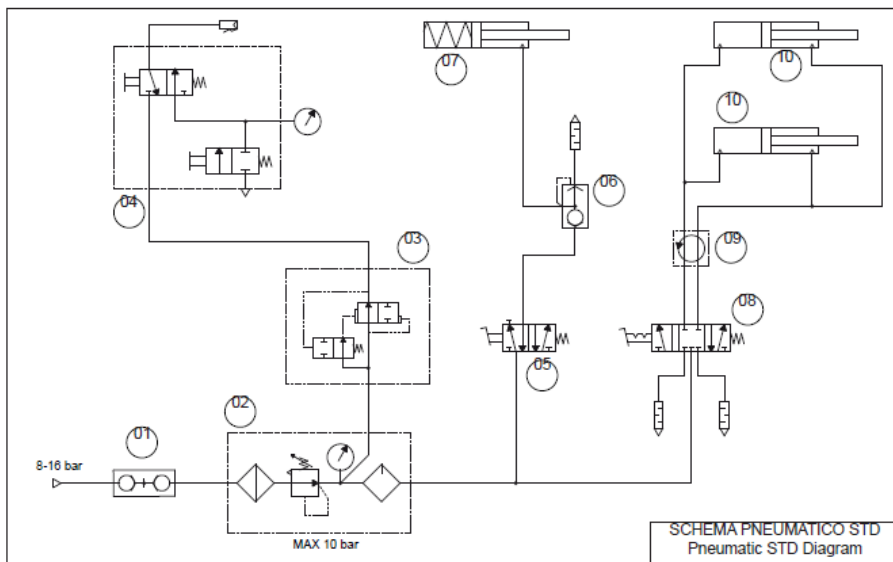 07
10
10
06
04
09
03
08
05
02
01
8-16 bar
MAX 10 bar
SCHEMA PNEUMATICO STD
Pneumatic STD Diagram